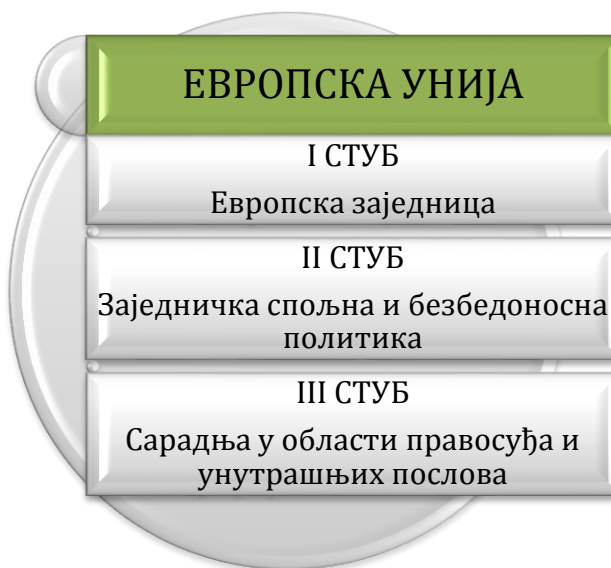 ЕВРОПСКА УНИЈА
I СТУБ
Европска заједница
II СТУБ
Заједничка спољна и безбедоносна
политика
III СТУБ
Сарадња у области правосуђа и
унутрашњих послова